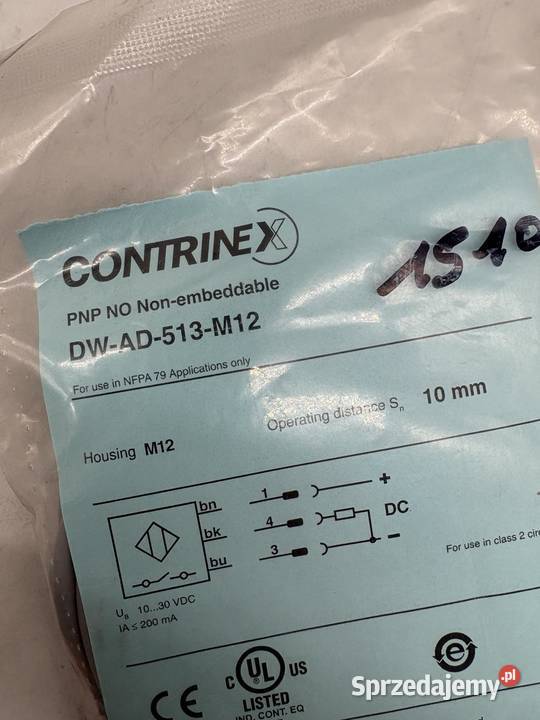 CONTRINEX
1510
PNP NO Non-embeddable
DW-AD-513-M12
For use in NFPA 79 Applications only
Housing M12
Operating distance Sn 10 mm
bn
bk
bu
1
4
3
+
DC
-
For use in class 2
UB 10...30 VDC
IA ≤ 200 mA
C UL US
LISTED
IND. CONT. EQ
CE
e
Sprzedajemy.pl